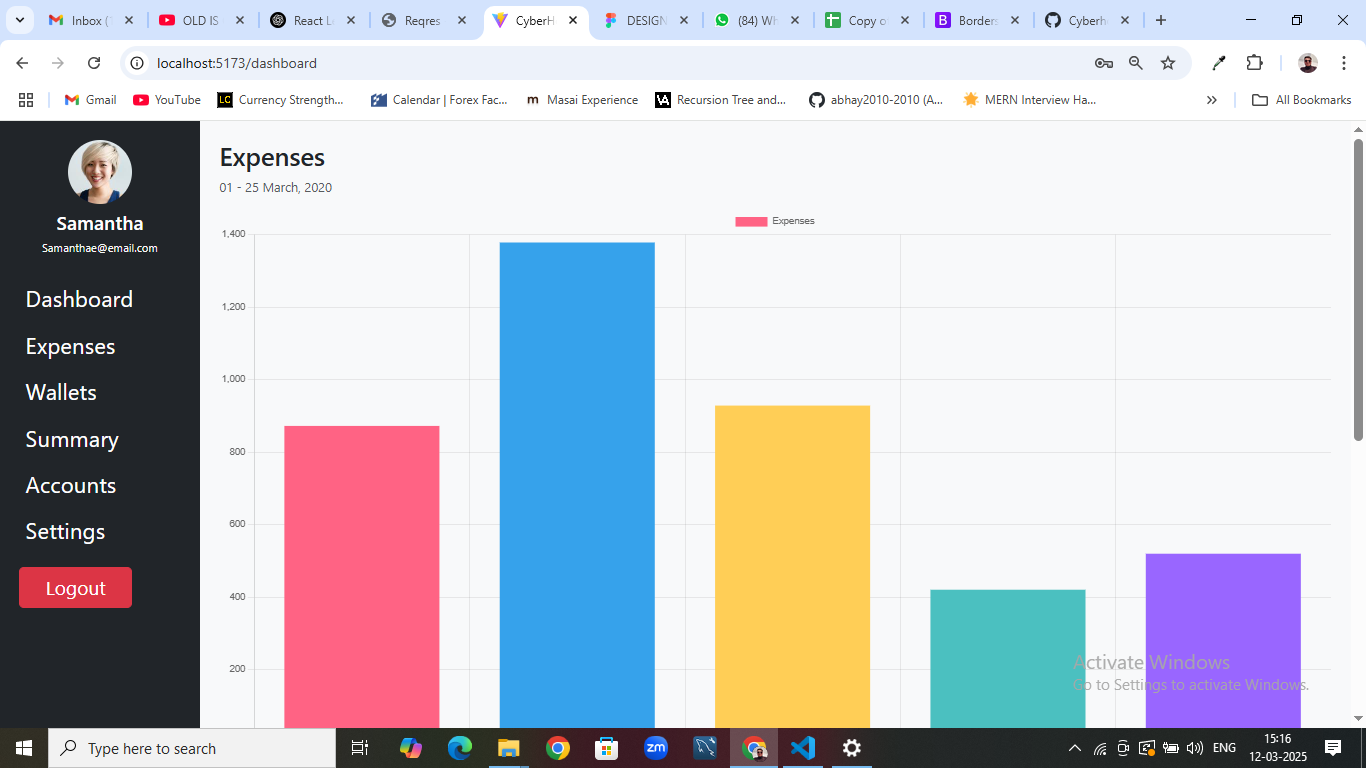 Inbox (
OLD IS
React L
Reqres
CyberH
DESIGN
(84) Wh
Copy o
Borders
Cyberh
localhost:5173/dashboard
Gmail
YouTube
LC
Currency Strength...
Calendar | Forex Fac...
m
Masai Experience
VA
Recursion Tree and...
abhay2010-2010 (A...
MERN Interview Ha...
All Bookmarks
Samantha
Samanthae@email.com
Dashboard
Expenses
Wallets
Summary
Accounts
Settings
Logout
Expenses
01 - 25 March, 2020
Expenses
1,400
1,200
1,000
800
600
400
200
Activate Windows
Go to Settings to activate Windows.
Type here to search
zm
ENG
15:16
12-03-2025